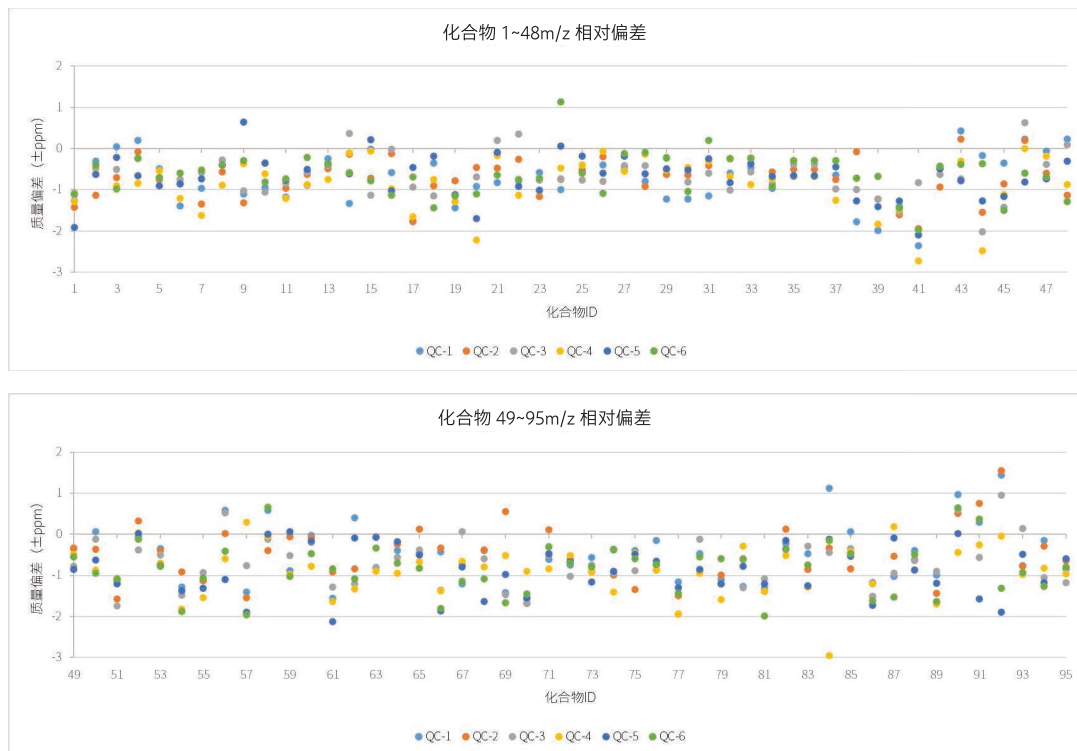 化合物 1~48m/z 相对偏差
质量偏差（±ppm）
2
1
0
-1
-2
-3
1 3 5 7 9 11 13 15 17 19 21 23 25 27 29 31 33 35 37 39 41 43 45 47
化合物ID
QC-1 QC-2 QC-3 QC-4 QC-5 QC-6
化合物 49~95m/z 相对偏差
质量偏差（±ppm）
2
1
0
-1
-2
-3
49 51 53 55 57 59 61 63 65 67 69 71 73 75 77 79 81 83 85 87 89 91 93 95
化合物ID
QC-1 QC-2 QC-3 QC-4 QC-5 QC-6